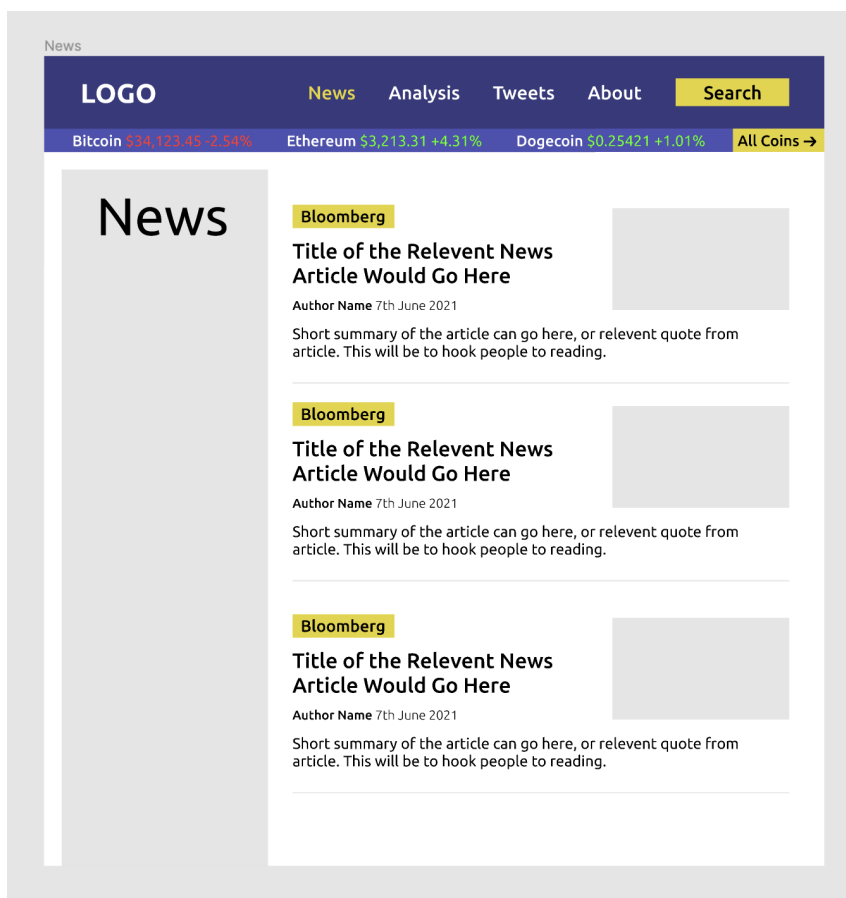 News
LOGO
News Analysis Tweets About Search
Bitcoin $34,123.45 -2.54% Ethereum $3,213.31 +4.31% Dogecoin $0.25421 +1.01% All Coins →
News
Bloomberg
Title of the Relevent News
Article Would Go Here
Author Name 7th June 2021
Short summary of the article can go here, or relevent quote from
article. This will be to hook people to reading.
Bloomberg
Title of the Relevent News
Article Would Go Here
Author Name 7th June 2021
Short summary of the article can go here, or relevent quote from
article. This will be to hook people to reading.
Bloomberg
Title of the Relevent News
Article Would Go Here
Author Name 7th June 2021
Short summary of the article can go here, or relevent quote from
article. This will be to hook people to reading.